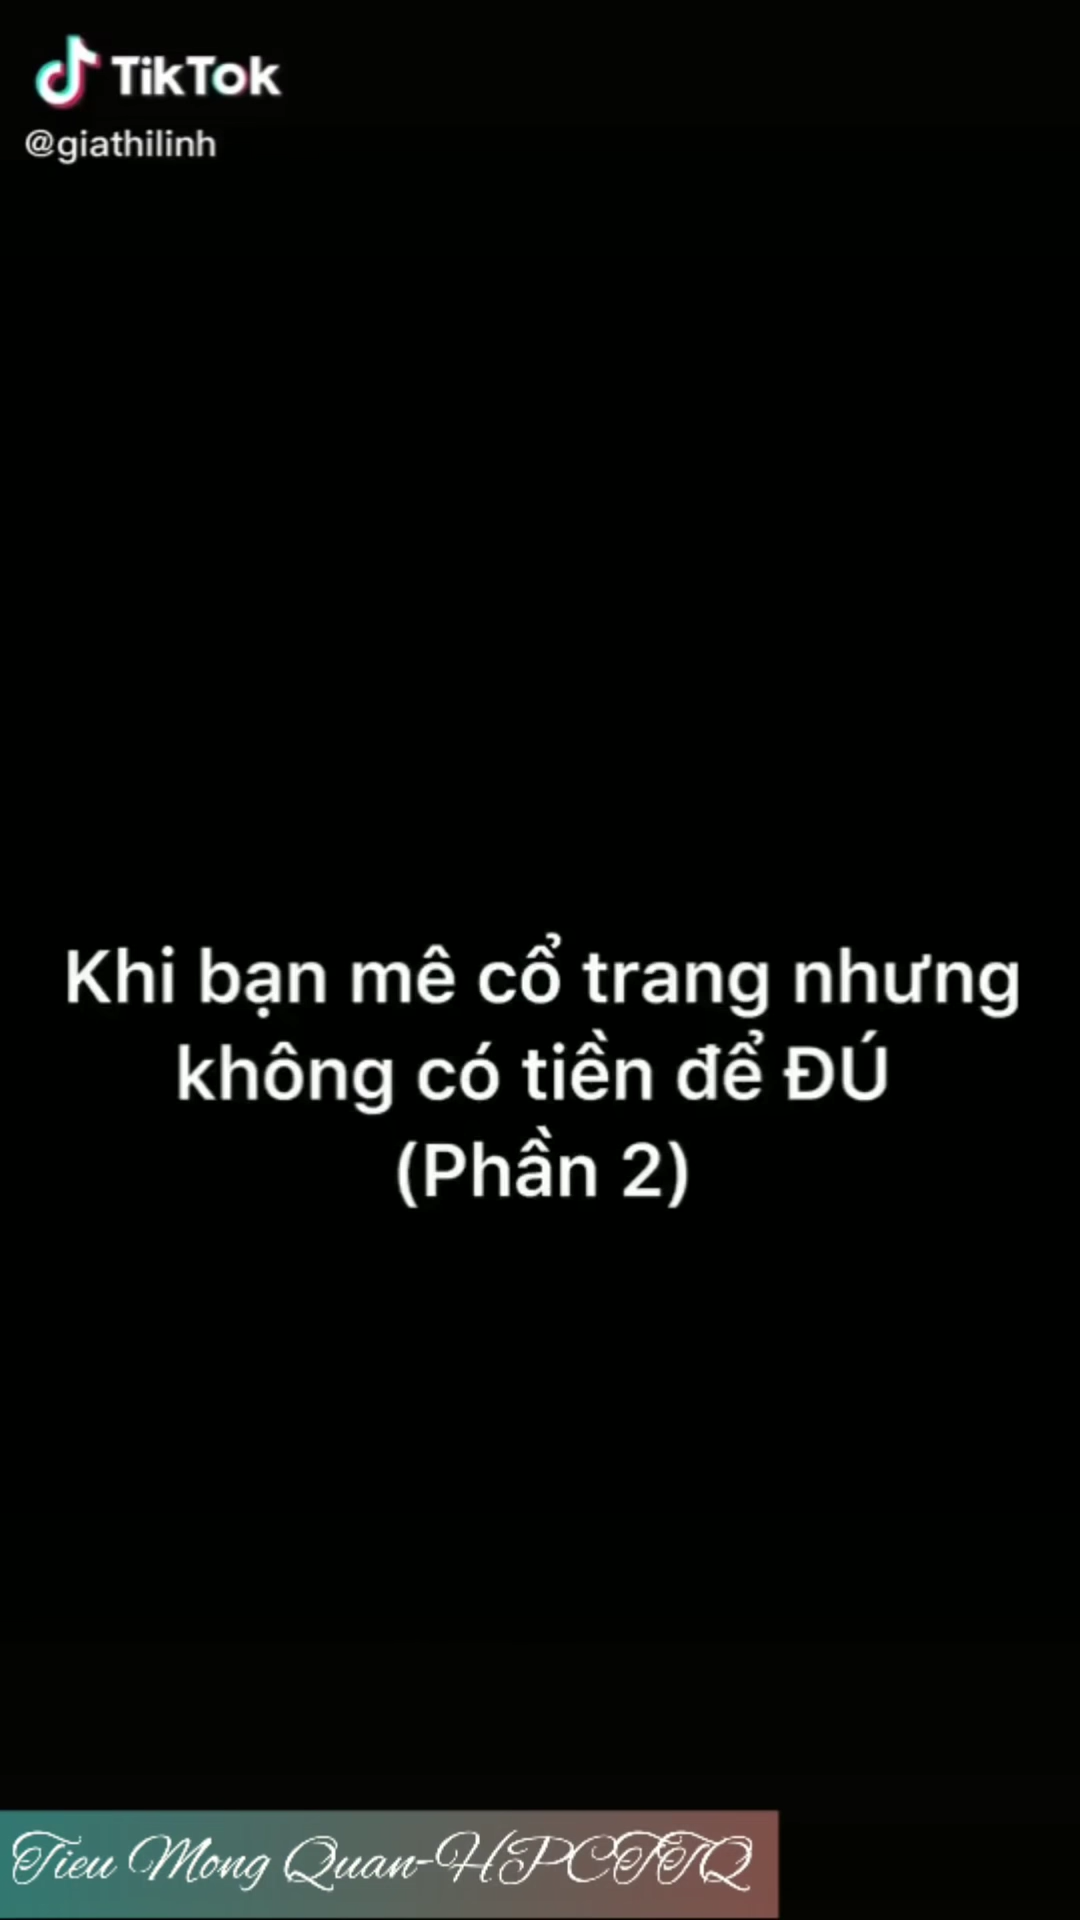 TikTok
@giathilinh
Khi bạn mê cổ trang nhưng
không có tiền để ĐÚ
(Phần 2)
Tieu Mong Quan-HPCTTQ